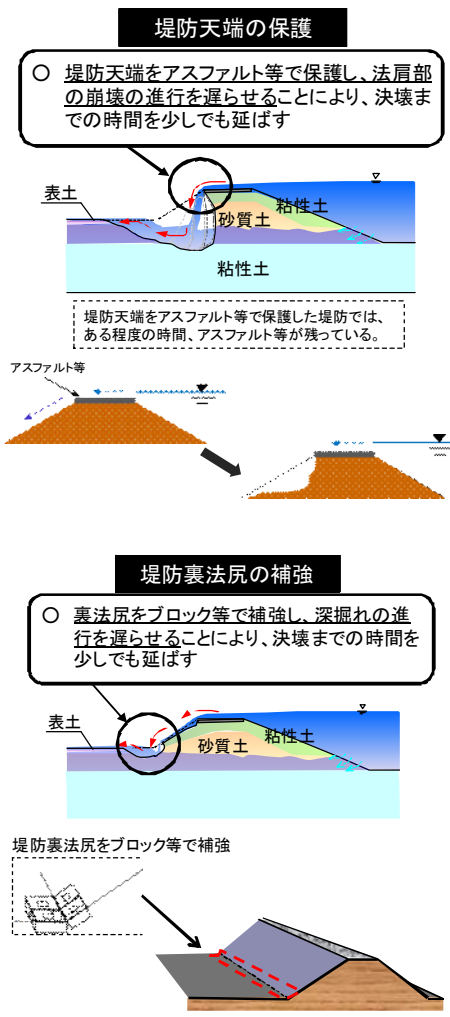 堤防天端の保護
○ 堤防天端をアスファルト等で保護し、法肩部
の崩壊の進行を遅らせることにより、決壊ま
での時間を少しでも延ばす
表土
粘性土
砂質土
粘性土
堤防天端をアスファルト等で保護した堤防では、
ある程度の時間、アスファルト等が残っている。
アスファルト等
堤防裏法尻の補強
○ 裏法尻をブロック等で補強し、深掘れの進
行を遅らせることにより、決壊までの時間を
少しでも延ばす
表土
粘性土
砂質土
堤防裏法尻をブロック等で補強